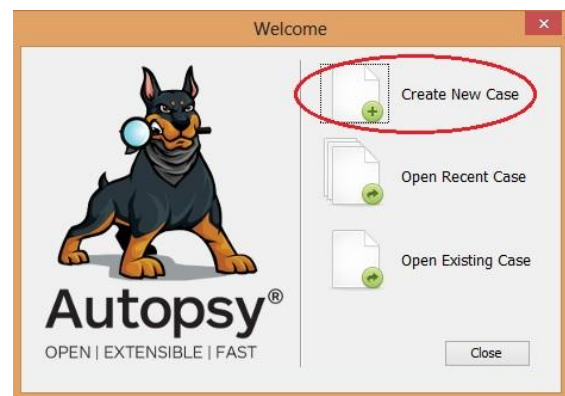 Welcome
Create New Case
Open Recent Case
Open Existing Case
Autopsy®
OPEN | EXTENSIBLE | FAST
Close